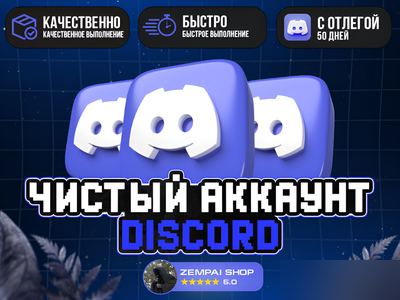 КАЧЕСТВЕННО
КАЧЕСТВЕННОЕ ВЫПОЛНЕНИЕ
БЫСТРО
БЫСТРОЕ ВЫПОЛНЕНИЕ
С ОТЛЕГОЙ
50 ДНЕЙ
ЧИСТЫЙ АККАУНТ
DISCORD
ZEMPAI SHOP
★★★★★ 5.0